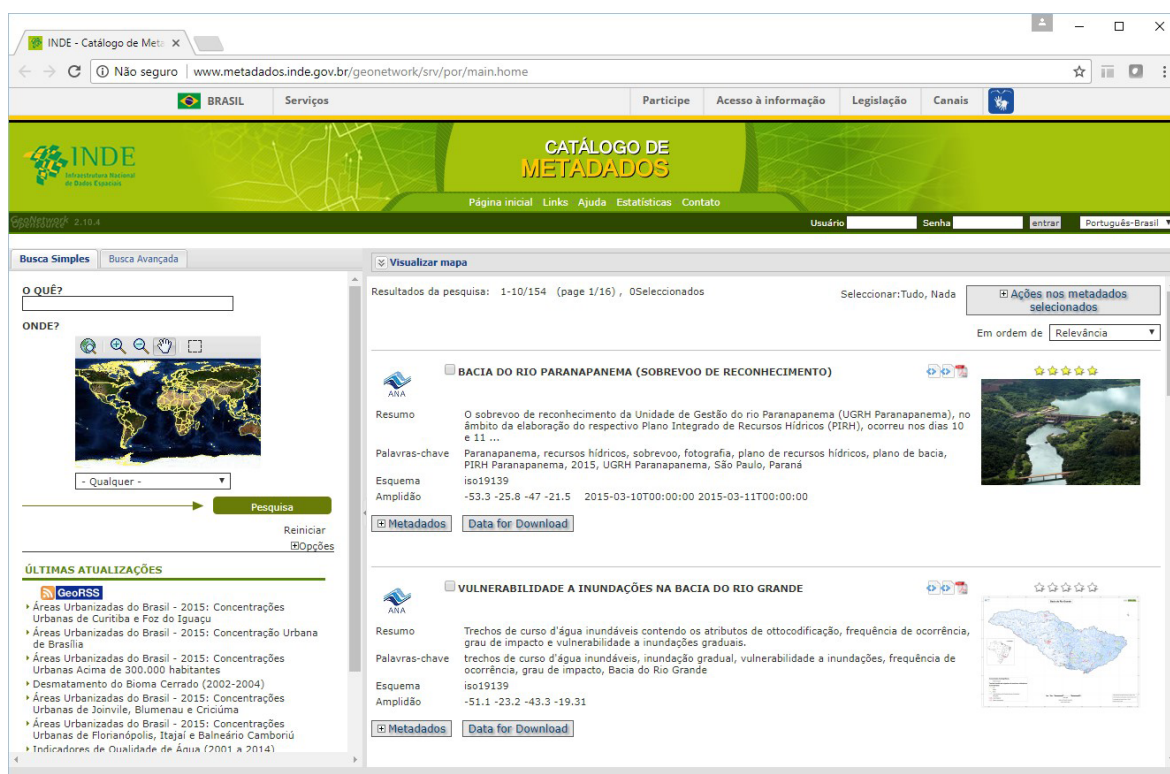 INDE - Catálogo de Meta
Não seguro www.metadados.inde.gov.br/geonetwork/srv/por/main.home
BRASIL Serviços Participe Acesso à informação Legislação Canais
INDE
Infraestrutura Nacional
de Dados Espaciais
CATÁLOGO DE
METADADOS
Página inicial Links Ajuda Estatísticas Contato
GeoNetwork
Opensource 2.10.4
Usuário Senha entrar Português-Brasil
Busca Simples Busca Avançada
O QUÊ?
ONDE?
- Qualquer -
Pesquisa
Reiniciar
Opções
ÚLTIMAS ATUALIZAÇÕES
GeoRSS
Áreas Urbanizadas do Brasil - 2015: Concentrações
Urbanas de Curitiba e Foz do Iguaçu
Áreas Urbanizadas do Brasil - 2015: Concentração Urbana
de Brasília
Áreas Urbanizadas do Brasil - 2015: Concentrações
Urbanas Acima de 300.000 habitantes
Desmatamento do Bioma Cerrado (2002-2004)
Áreas Urbanizadas do Brasil - 2015: Concentrações
Urbanas de Joinvile, Blumenau e Criciúma
Áreas Urbanizadas do Brasil - 2015: Concentrações
Urbanas de Florianópolis, Itajaí e Balneário Camboriú
Indicadores de Qualidade de Água (2001 a 2014)
Visualizar mapa
Resultados da pesquisa: 1-10/154 (page 1/16) , 0Seleccionados
Seleccionar:Tudo, Nada
Ações nos metadados
selecionados
Em ordem de Relevância
BACIA DO RIO PARANAPANEMA (SOBREVOO DE RECONHECIMENTO)
ANA
Resumo O sobrevoo de reconhecimento da Unidade de Gestão do rio Paranapanema (UGRH Paranapanema), no
âmbito da elaboração do respectivo Plano Integrado de Recursos Hídricos (PIRH), ocorreu nos dias 10
e 11 ...
Palavras-chave Paranapanema, recursos hídricos, sobrevoo, fotografia, plano de recursos hídricos, plano de bacia,
PIRH Paranapanema, 2015, UGRH Paranapanema, São Paulo, Paraná
Esquema iso19139
Amplidão -53.3 -25.8 -47 -21.5 2015-03-10T00:00:00 2015-03-11T00:00:00
Metadados Data for Download
VULNERABILIDADE A INUNDAÇÕES NA BACIA DO RIO GRANDE
ANA
Resumo Trechos de curso d'água inundáveis contendo os atributos de ottocodificação, frequência de ocorrência,
grau de impacto e vulnerabilidade a inundações graduais.
Palavras-chave trechos de curso d'água inundáveis, inundação gradual, vulnerabilidade a inundações, frequência de
ocorrência, grau de impacto, Bacia do Rio Grande
Esquema iso19139
Amplidão -51.1 -23.2 -43.3 -19.31
Metadados Data for Download